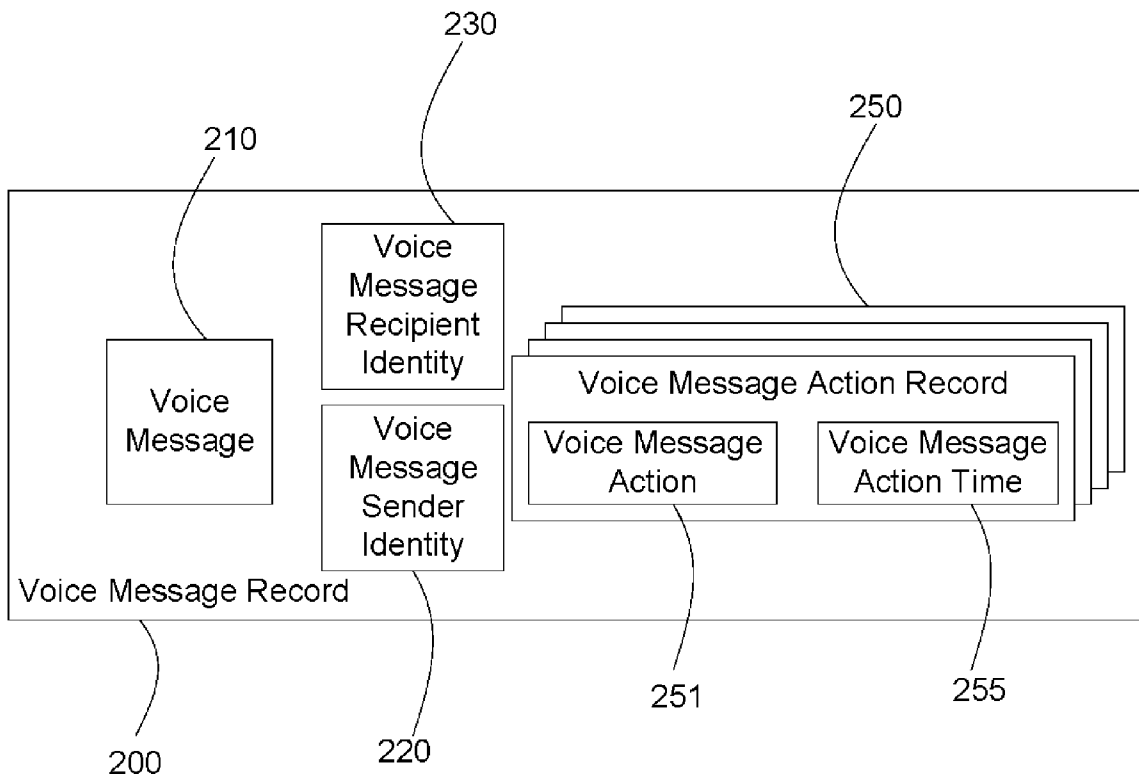 230
210
250
Voice
Message
Recipient
Identity
Voice Message Action Record
Voice
Message
Voice
Message
Sender
Identity
Voice Message
Action
Voice Message
Action Time
Voice Message Record
251
255
220
200